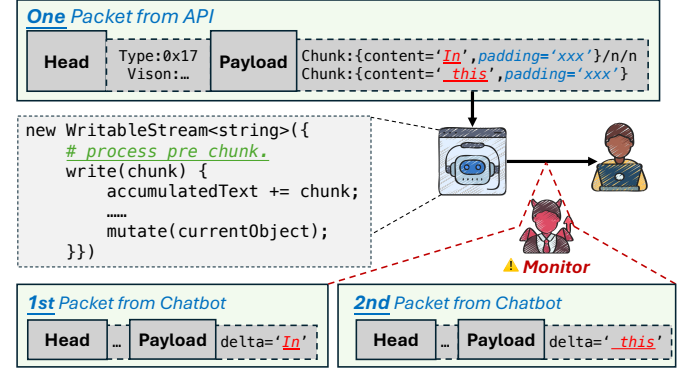 One Packet from API
Head
Type:0x17
Vison:…
Payload
Chunk:{content=‘In’,padding=‘xxx’}/n/n
Chunk:{content=‘ this’,padding=‘xxx’}
new WritableStream<string>({
# process pre chunk.
write(chunk) {
accumulatedText += chunk;
……
mutate(currentObject);
}})
Monitor
1st Packet from Chatbot
Head … Payload delta=‘In’
2nd Packet from Chatbot
Head … Payload delta=‘ this’